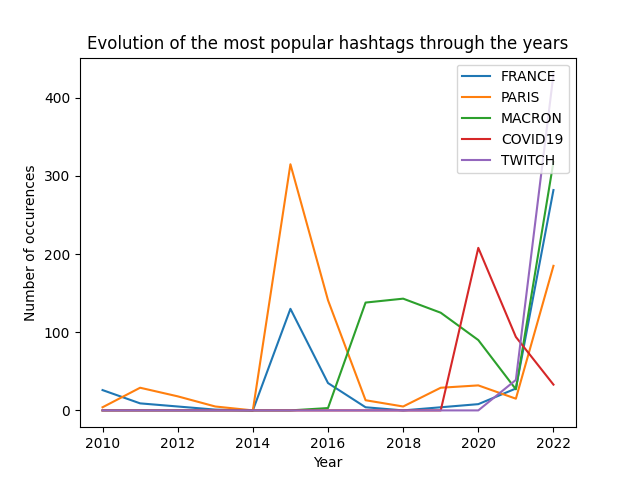 Evolution of the most popular hashtags through the years
FRANCE
PARIS
MACRON
COVID19
TWITCH
400
300
200
100
0
Number of occurences
2010 2012 2014 2016 2018 2020 2022
Year